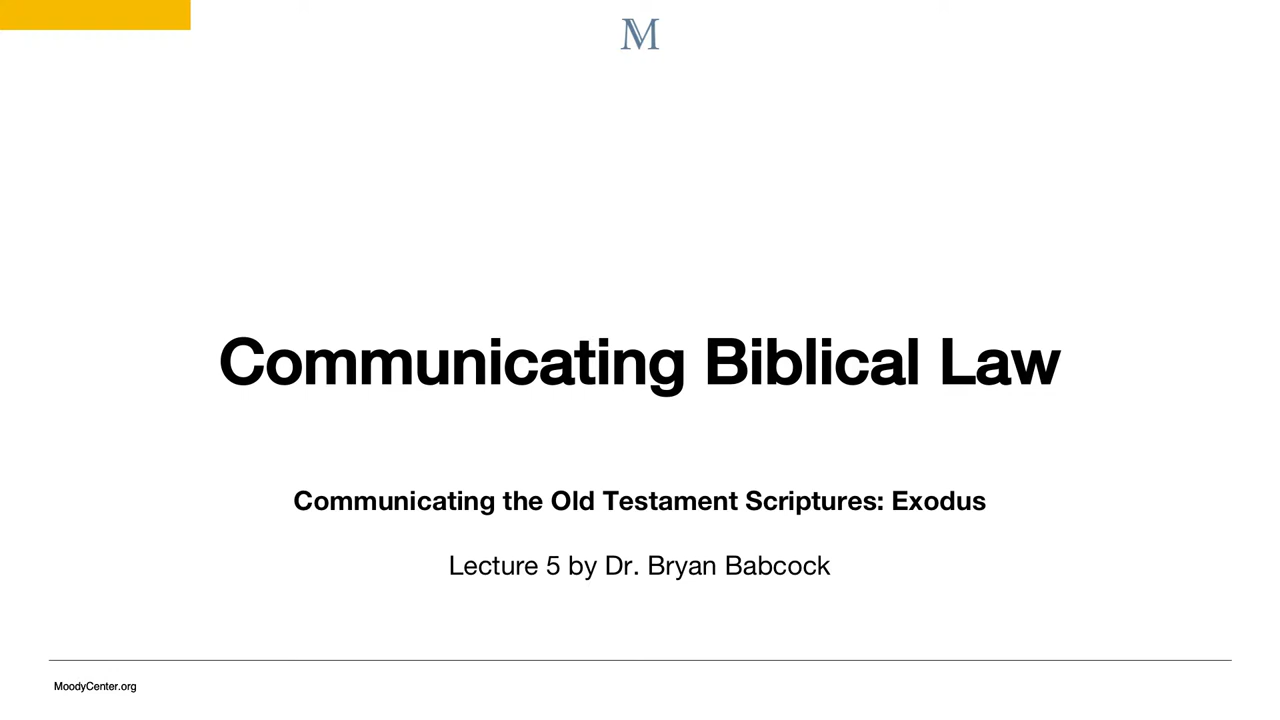 M
Communicating Biblical Law
Communicating the Old Testament Scriptures: Exodus
Lecture 5 by Dr. Bryan Babcock
MoodyCenter.org